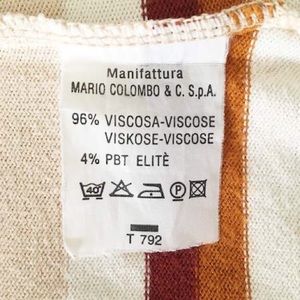 Manifattura
MARIO COLOMBO & C. S.p.A.
96% VISCOSA-VISCOSE
VISKOSE-VISCOSE
4% PBT ELITÈ
40 P
T 792